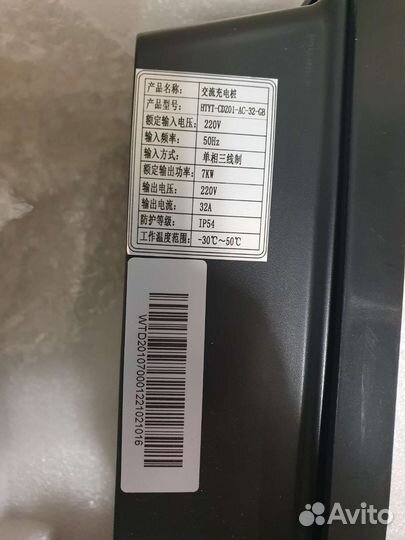 产品名称： 交流充电桩
产品型号： HTYT-CDZ01-AC-32-GB
额定输入电压： 220V
输入频率： 50Hz
输入方式： 单相三线制
额定输出功率： 7KW
输出电压： 220V
输出电流： 32A
防护等级： IP54
工作温度范围： -30℃～50℃
WTD201070001221021016
Avito